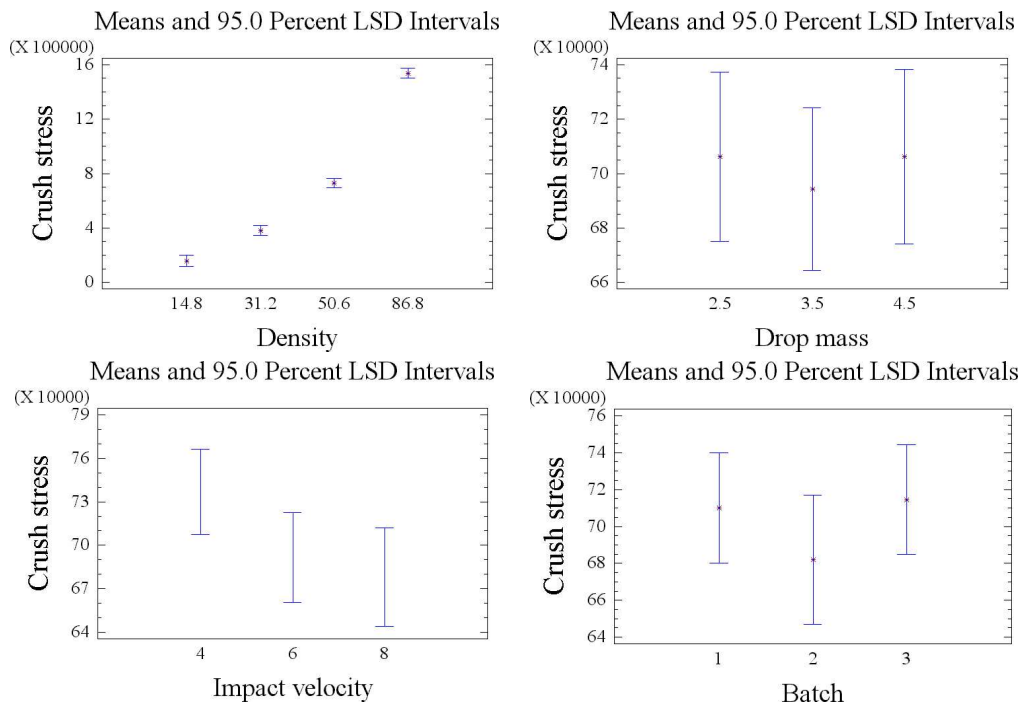 Means and 95.0 Percent LSD Intervals
(X 100000)
16
12
8
4
0
Crush stress
14.8 31.2 50.6 86.8
Density
Means and 95.0 Percent LSD Intervals
(X 10000)
74
72
70
68
66
Crush stress
2.5 3.5 4.5
Drop mass
Means and 95.0 Percent LSD Intervals
(X 10000)
79
76
73
70
67
64
Crush stress
4 6 8
Impact velocity
Means and 95.0 Percent LSD Intervals
(X 10000)
76
74
72
70
68
66
64
Crush stress
1 2 3
Batch